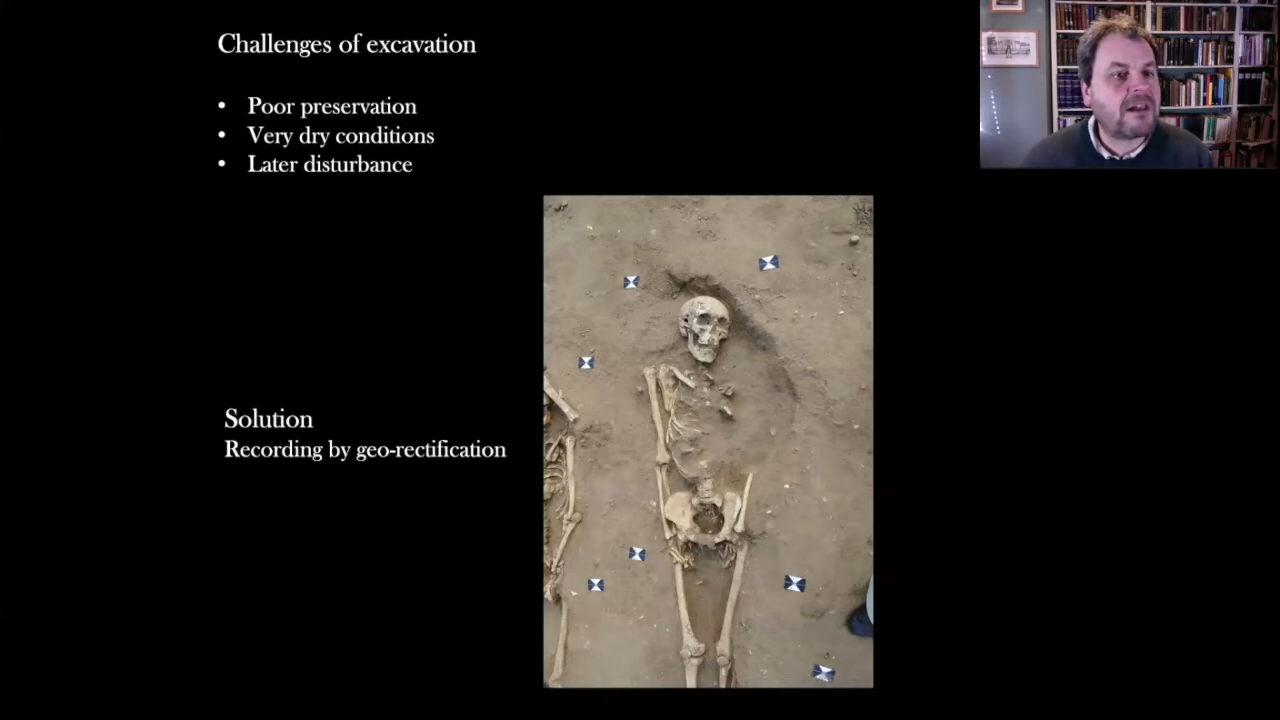 Challenges of excavation
• Poor preservation
• Very dry conditions
• Later disturbance
Solution
Recording by geo-rectification